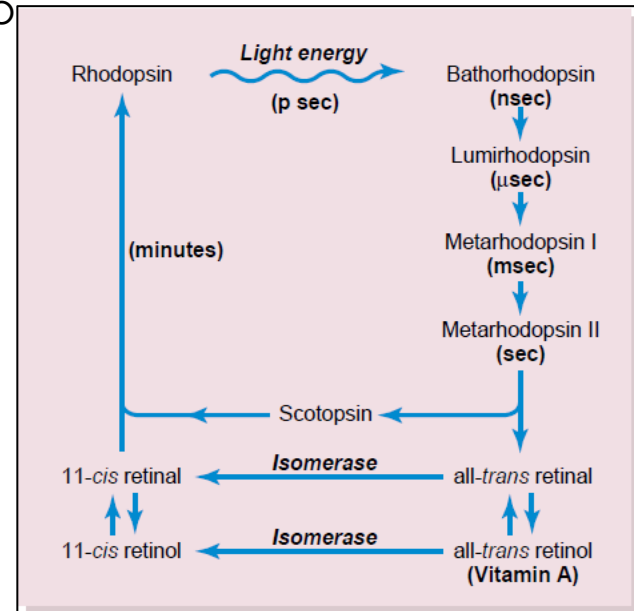 Light energy
Rhodopsin
Bathorhodopsin
(p sec)
(nsec)
Lumirhodopsin
(μsec)
(minutes)
Metarhodopsin I
(msec)
Metarhodopsin II
(sec)
Scotopsin
11-cis retinal
Isomerase
all-trans retinal
11-cis retinol
Isomerase
all-trans retinol
(Vitamin A)